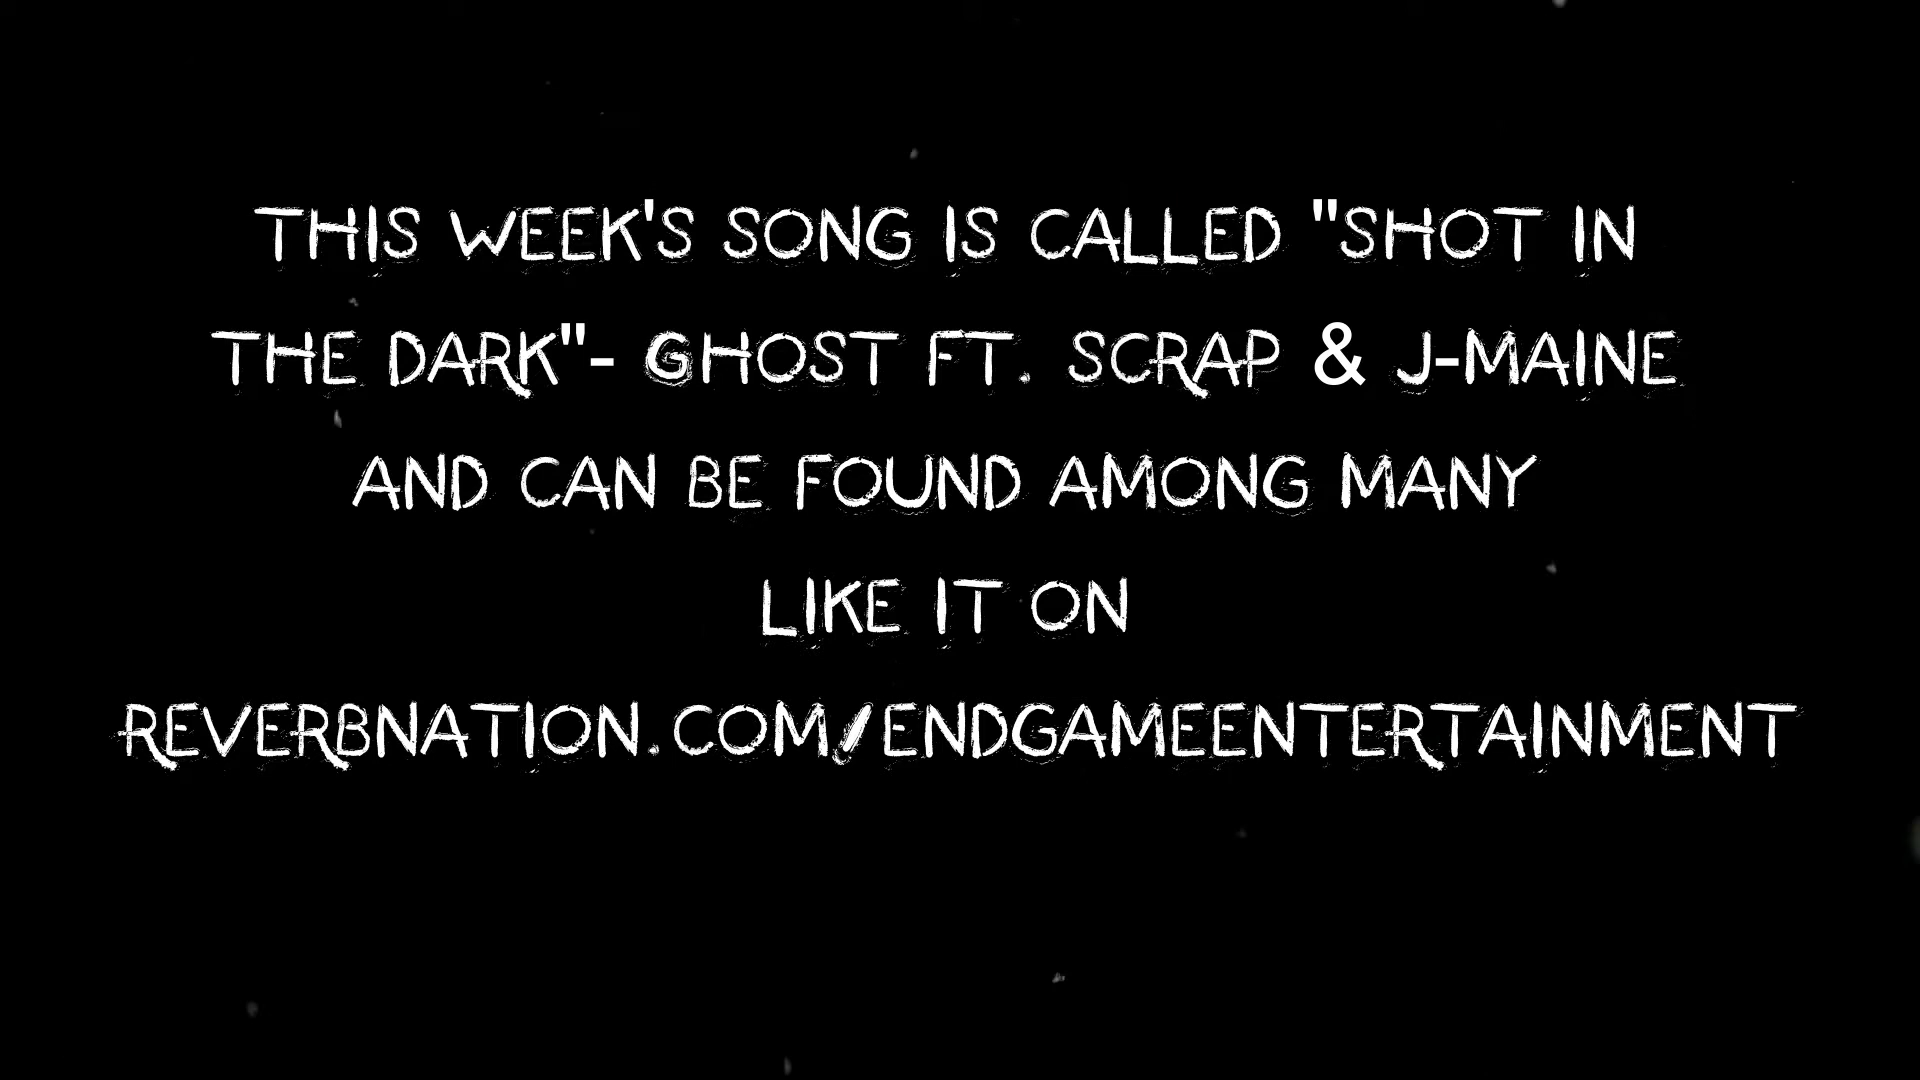 THIS WEEK'S SONG IS CALLED "SHOT IN
THE DARK"- GHOST FT. SCRAP & J-MAINE
AND CAN BE FOUND AMONG MANY
LIKE IT ON
REVERBNATION.COM/ENDGAMEENTERTAINMENT